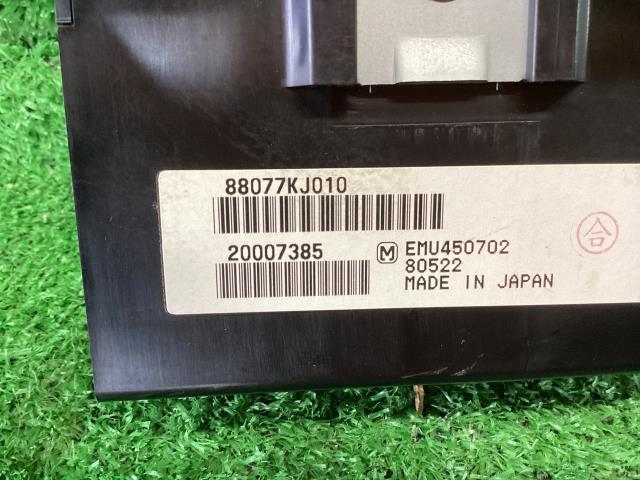 88077KJ010
20007385
M EMU450702
80522
MADE IN JAPAN
合